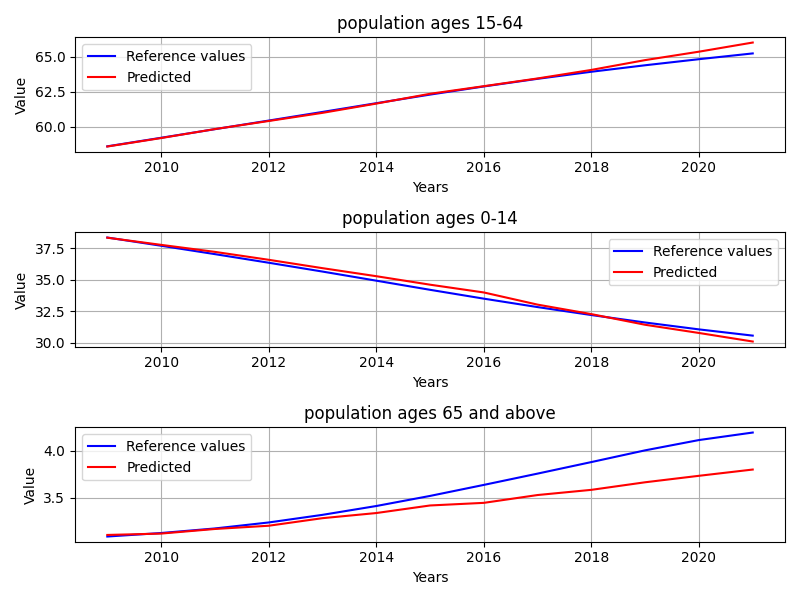 population ages 15-64
Value
65.0
62.5
60.0
Reference values
Predicted
2010 2012 2014 2016 2018 2020
Years
population ages 0-14
Value
37.5
35.0
32.5
30.0
Reference values
Predicted
2010 2012 2014 2016 2018 2020
Years
population ages 65 and above
Value
4.0
3.5
Reference values
Predicted
2010 2012 2014 2016 2018 2020
Years